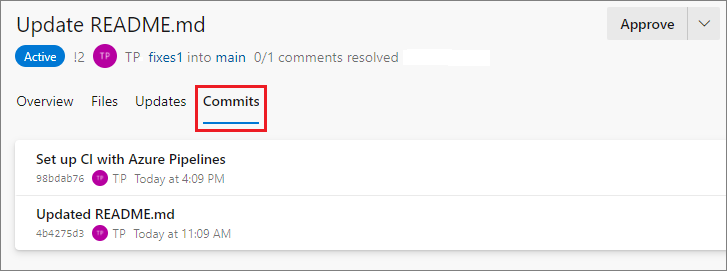 Update README.md
Approve
Active !2 TP TP fixes1 into main 0/1 comments resolved
Overview Files Updates Commits
Set up CI with Azure Pipelines
98bdab76 TP TP Today at 4:09 PM
Updated README.md
4b4275d3 TP TP Today at 11:09 AM